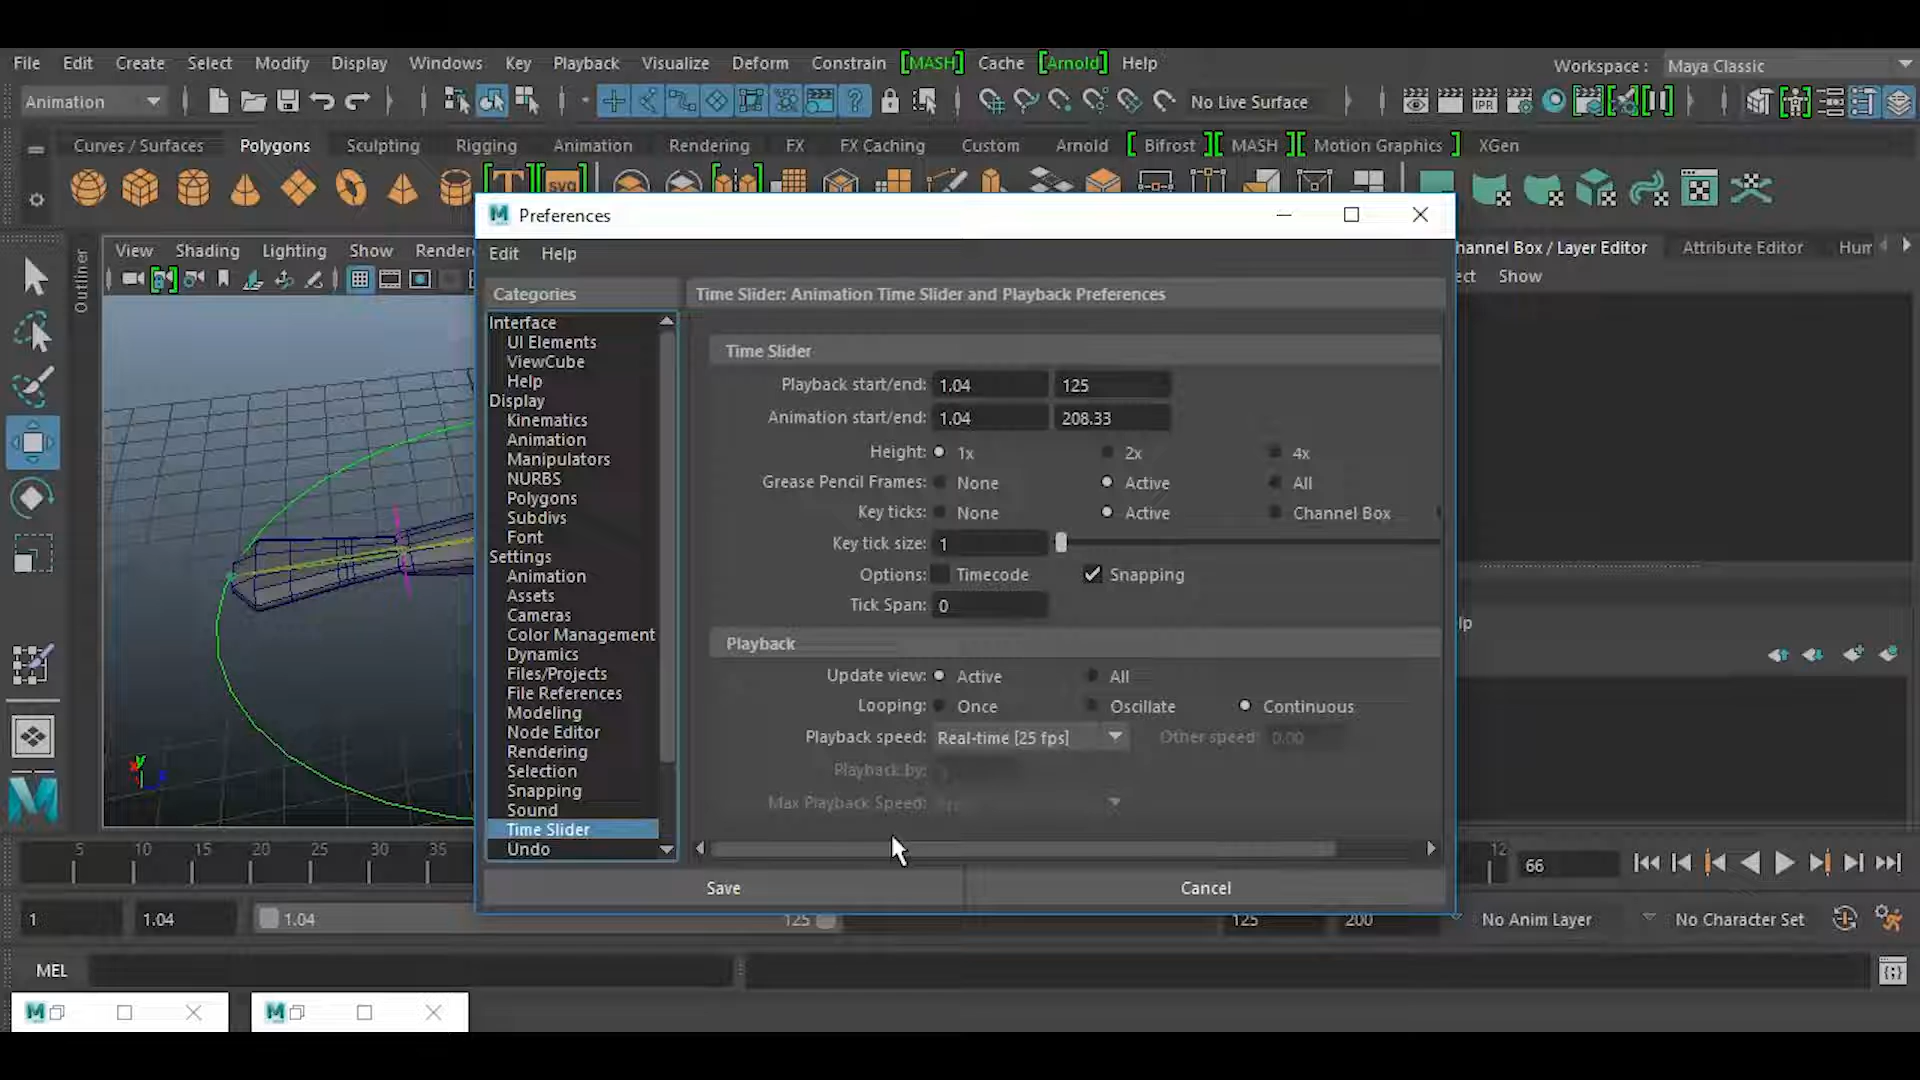 File Edit Create Select Modify Display Windows Key Playback Visualize Deform Constrain [MASH] Cache [Arnold] Help Workspace : Maya Classic
Animation No Live Surface IPR
Curves / Surfaces Polygons Sculpting Rigging Animation Rendering FX FX Caching Custom Arnold [ Bifrost ] [ MASH ] [ Motion Graphics ] XGen
T SVG
M Preferences
View Shading Lighting Show Edit Help hannel Box / Layer Editor Attribute Editor
Show
Outliner
Categories Time Slider: Animation Time Slider and Playback Preferences
Interface
UI Elements
ViewCube
Help
Display
Kinematics
Animation
Manipulators
NURBS
Polygons
Subdivs
Font
Settings
Animation
Assets
Cameras
Color Management
Dynamics
Files/Projects
File References
Modeling
Node Editor
Rendering
Selection
Snapping
Sound
Time Slider
Undo
Time Slider
Playback start/end: 1.04 125
Animation start/end: 1.04 208.33
Height: 1x 2x 4x
Grease Pencil Frames: None Active All
Key ticks: None Active Channel Box
Key tick size: 1
Options: Timecode Snapping
Tick Span: 0
Playback
Update view: Active All
Looping: Once Oscillate Continuous
Playback speed: Real-time [25 fps] Other speed: 0.00
Playback by:
Max Playback Speed:
Save Cancel
5 10 15 20 25 30 35 12 66
1 1.04 1.04 125 125 200 No Anim Layer No Character Set
MEL
M M